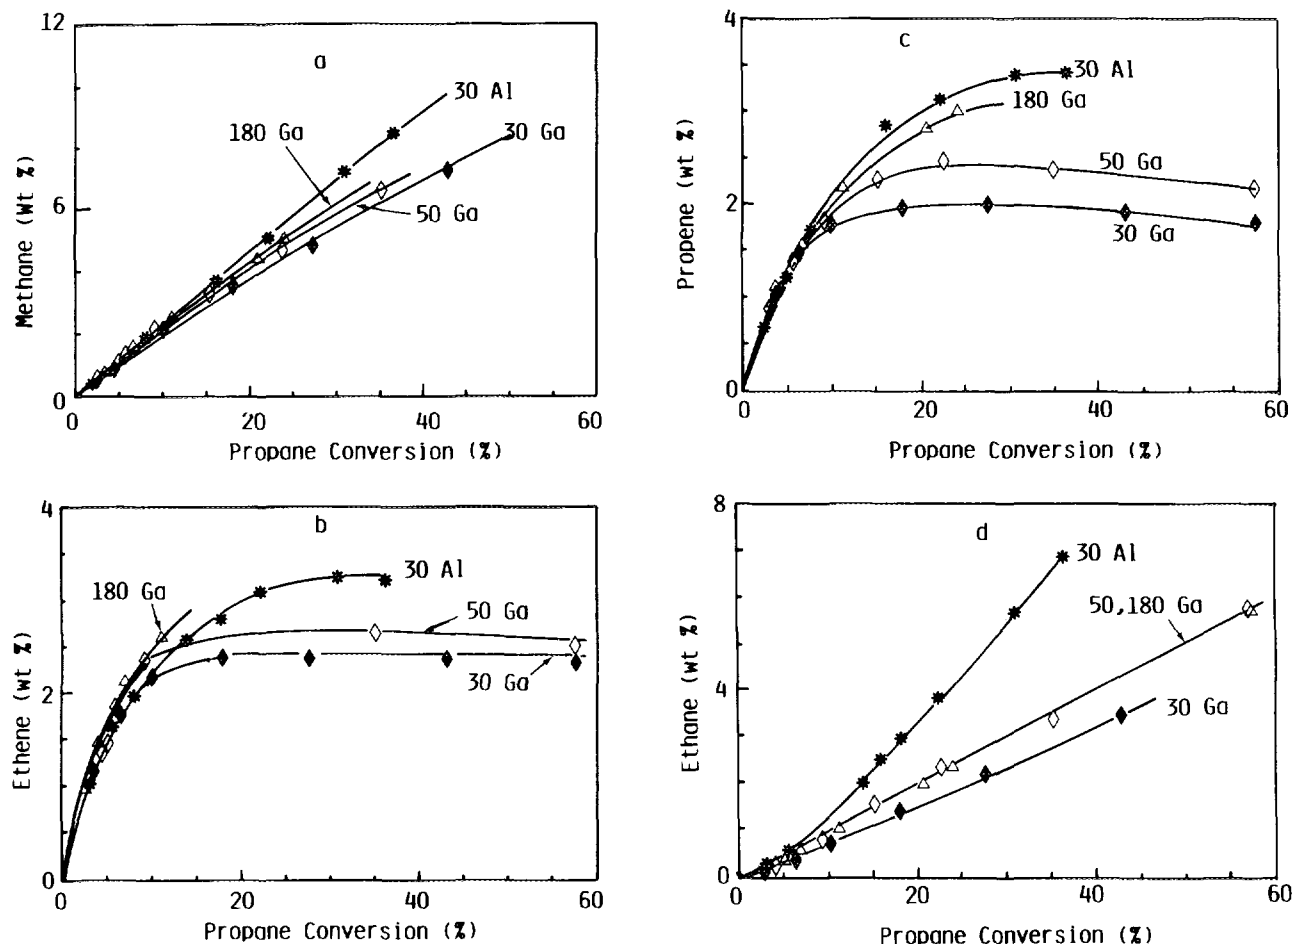 12
a
30 Al
180 Ga
30 Ga
50 Ga
6
0
Methane (Wt %)
0
20
40
60
Propane Conversion (%)
4
c
30 Al
180 Ga
50 Ga
30 Ga
2
0
Propene (wt %)
0
20
40
60
Propane Conversion (%)
4
b
30 Al
180 Ga
50 Ga
30 Ga
2
0
Ethene (wt %)
0
20
40
60
Propane Conversion (%)
8
d
30 Al
50,180 Ga
30 Ga
4
0
Ethane (wt %)
0
20
40
60
Propane Conversion (%)